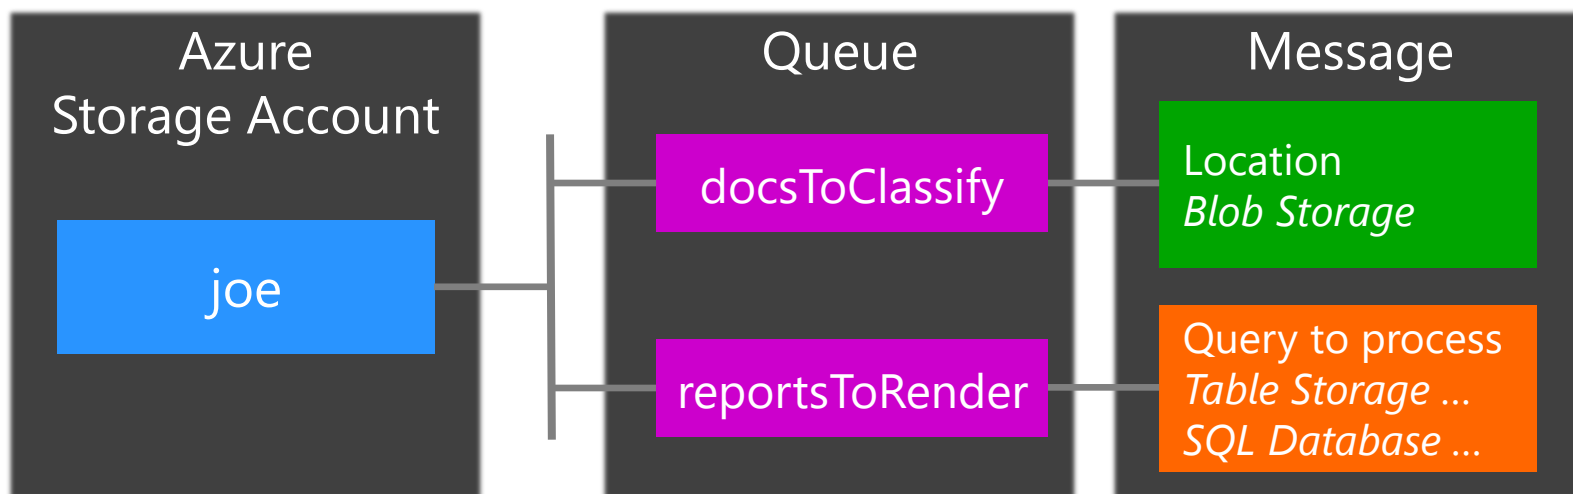 Azure
Storage Account
joe
Queue
docsToClassify
reportsToRender
Message
Location
Blob Storage
Query to process
Table Storage ...
SQL Database ...